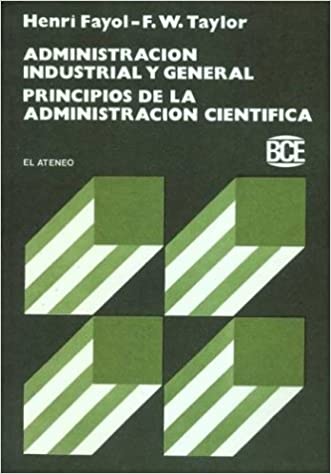 Henri Fayol-F. W. Taylor
ADMINISTRACION
INDUSTRIAL Y GENERAL
PRINCIPIOS DE LA
ADMINISTRACION CIENTIFICA
BCE
EL ATENEO